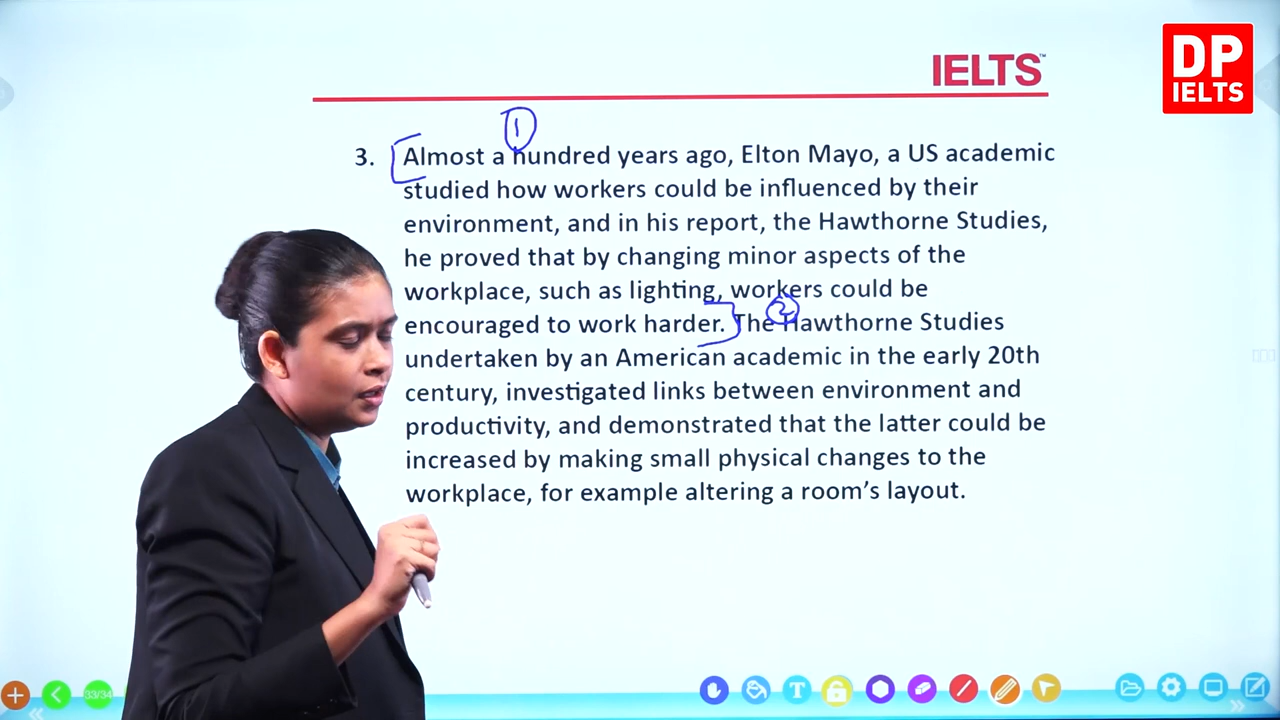 DP
IELTS
IELTS™
1
3. Almost a hundred years ago, Elton Mayo, a US academic
studied how workers could be influenced by their
environment, and in his report, the Hawthorne Studies,
he proved that by changing minor aspects of the
workplace, such as lighting, workers could be
2
encouraged to work harder. The Hawthorne Studies
undertaken by an American academic in the early 20th
century, investigated links between environment and
productivity, and demonstrated that the latter could be
increased by making small physical changes to the
workplace, for example altering a room’s layout.
33/34
T